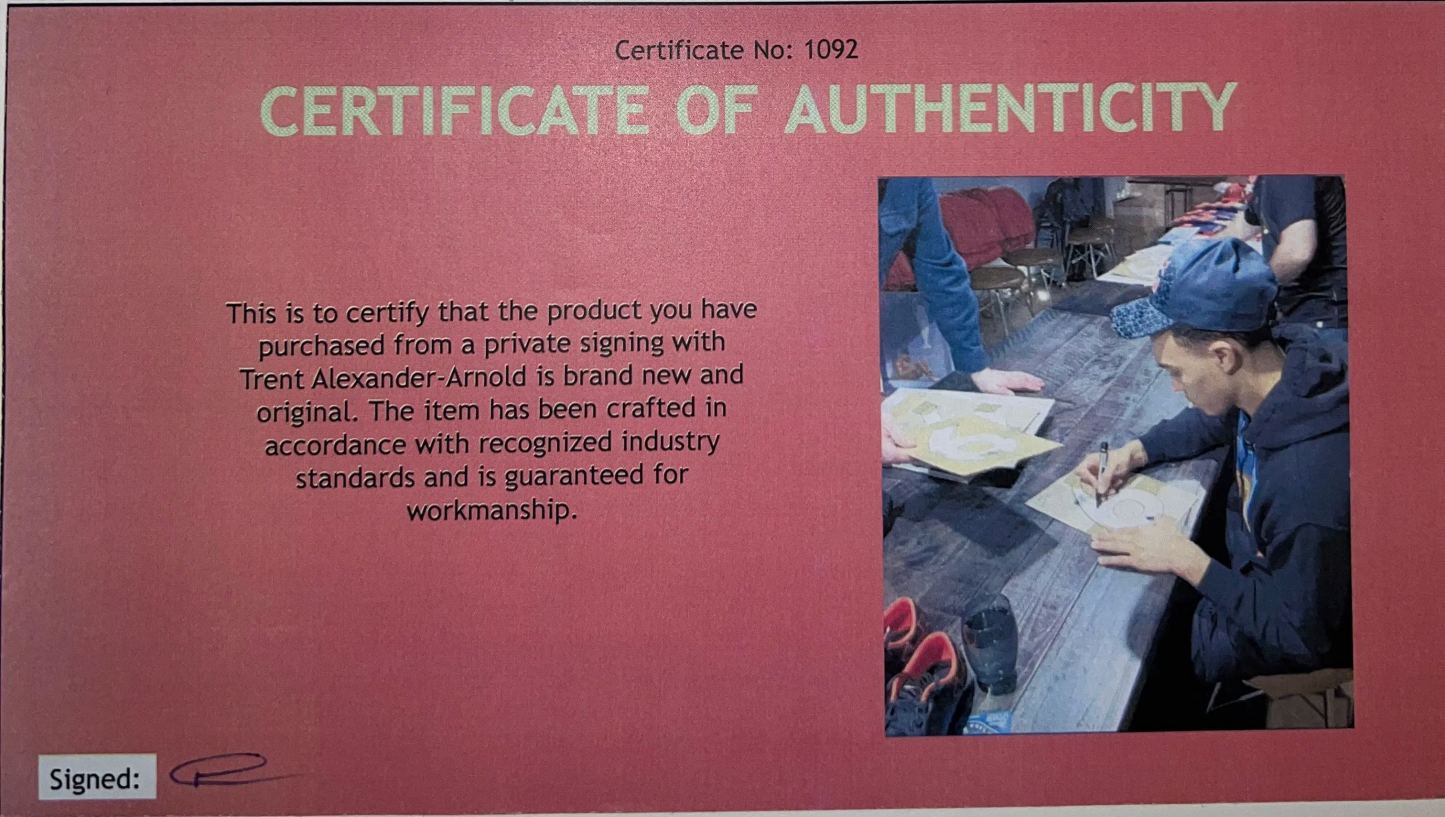 Certificate No: 1092
CERTIFICATE OF AUTHENTICITY
This is to certify that the product you have
purchased from a private signing with
Trent Alexander-Arnold is brand new and
original. The item has been crafted in
accordance with recognized industry
standards and is guaranteed for
workmanship.
Signed: